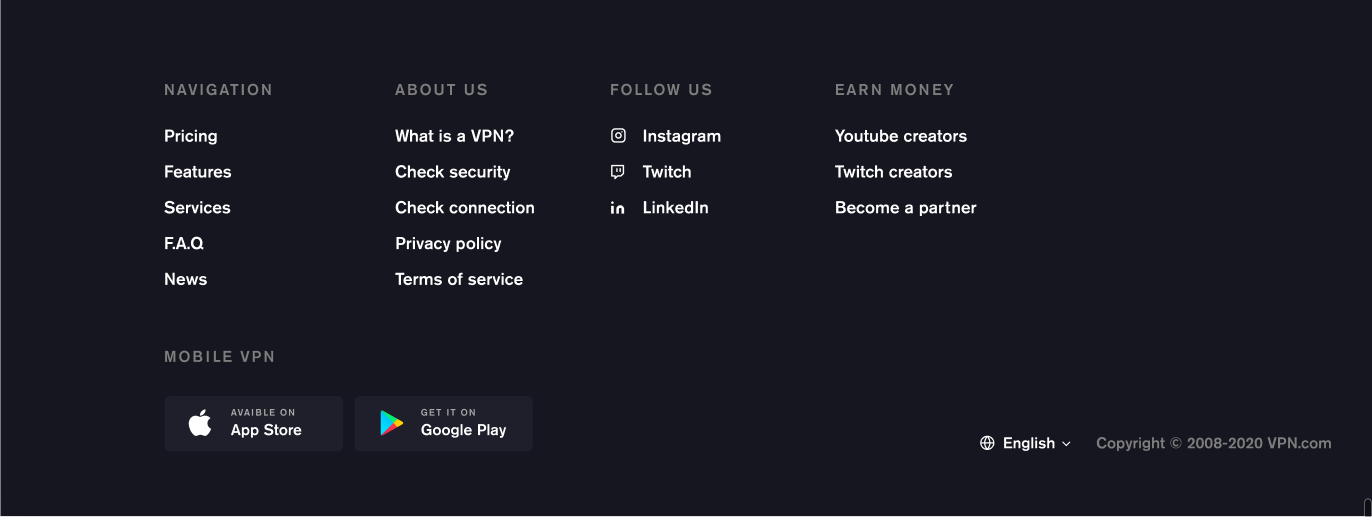 NAVIGATION
Pricing
Features
Services
F.A.Q
News
ABOUT US
What is a VPN?
Check security
Check connection
Privacy policy
Terms of service
FOLLOW US
Instagram
Twitch
LinkedIn
EARN MONEY
Youtube creators
Twitch creators
Become a partner
MOBILE VPN
AVAIBLE ON
App Store
GET IT ON
Google Play
English
Copyright © 2008-2020 VPN.com